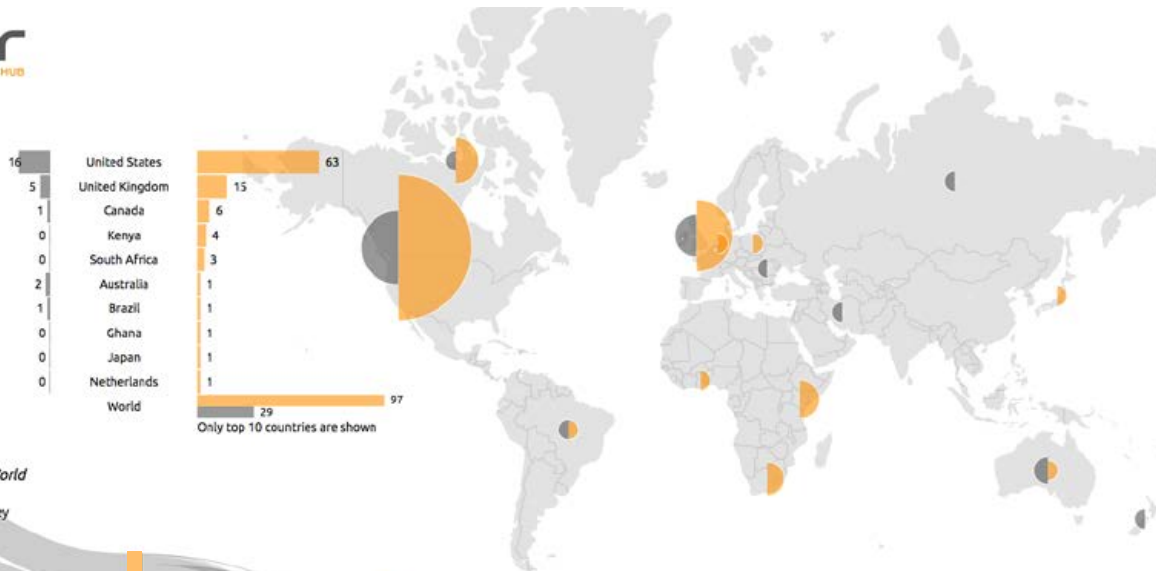 r
HUB
16 United States 63
5 United Kingdom 15
1 Canada 6
0 Kenya 4
0 South Africa 3
2 Australia 1
1 Brazil 1
0 Ghana 1
0 Japan 1
0 Netherlands 1
World 97
29
Only top 10 countries are shown
orld
ey